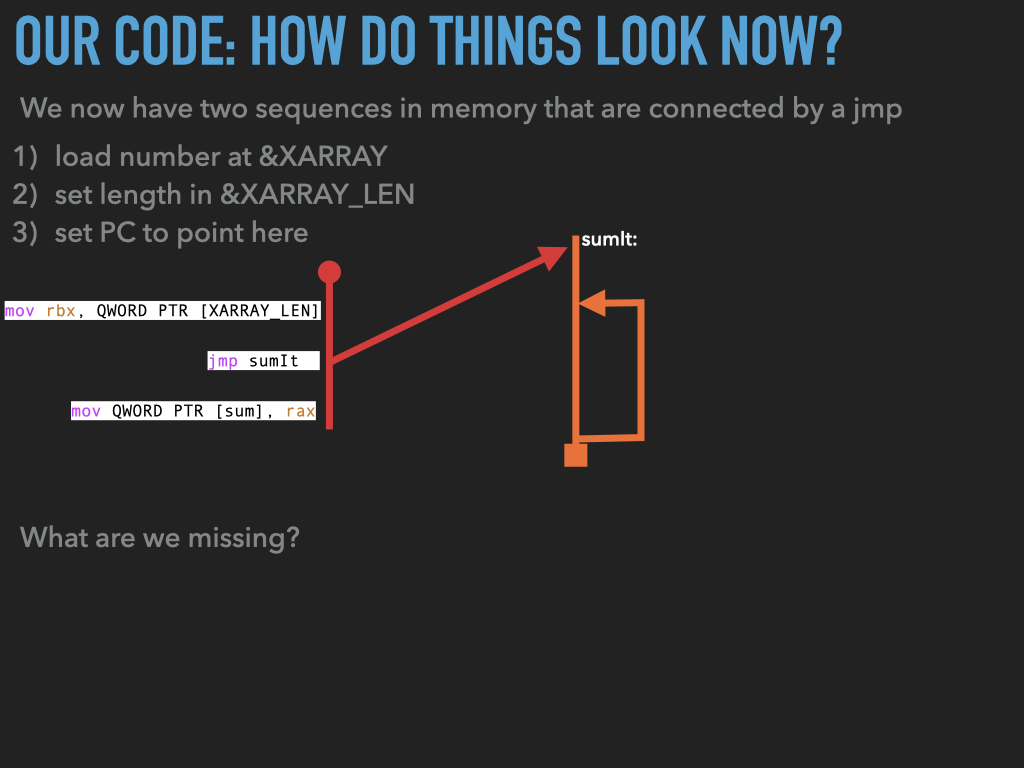 OUR CODE: HOW DO THINGS LOOK NOW?
We now have two sequences in memory that are connected by a jmp
1) load number at &XARRAY
2) set length in &XARRAY_LEN
3) set PC to point here
sumIt:
mov rbx, QWORD PTR [XARRAY_LEN]
jmp sumIt
mov QWORD PTR [sum], rax
What are we missing?